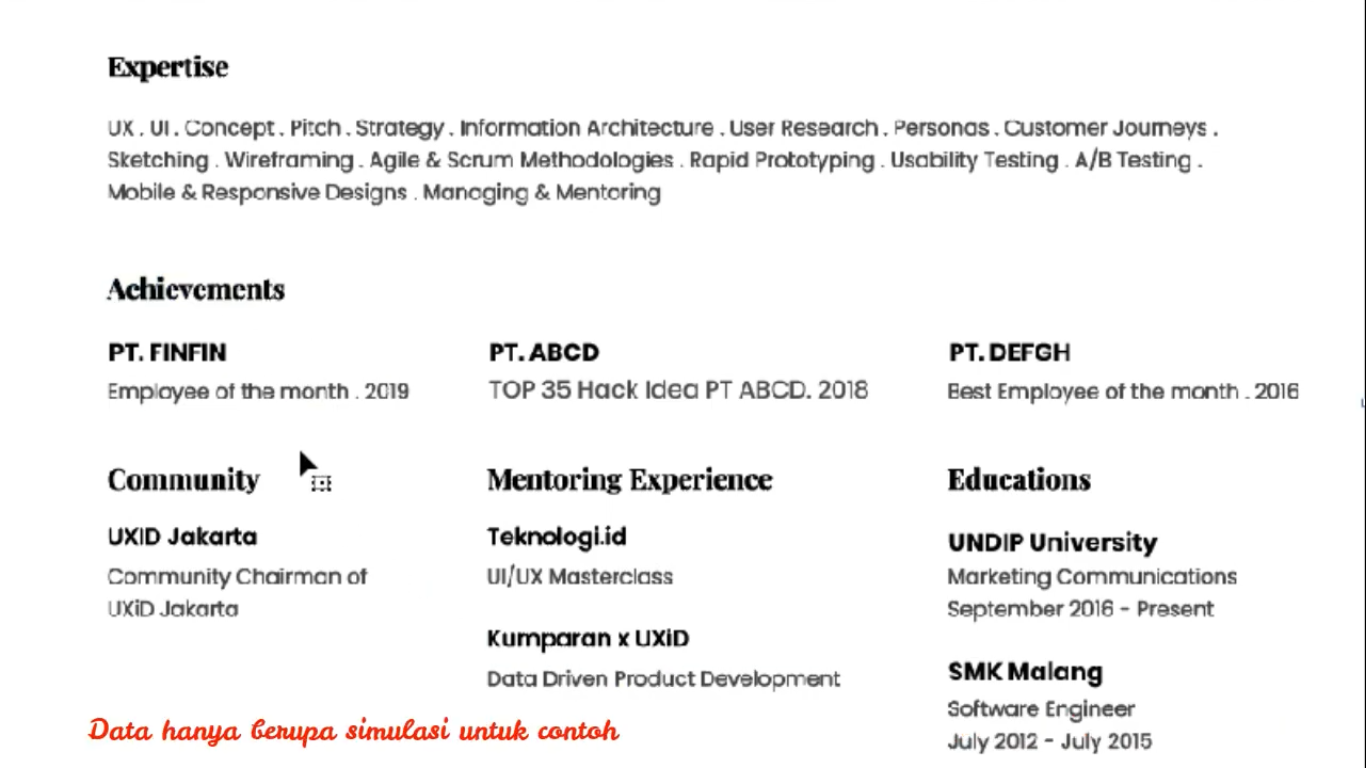 Expertise
UX . UI . Concept . Pitch . Strategy . Information Architecture . User Research . Personas . Customer Journeys .
Sketching . Wireframing . Agile & Scrum Methodologies . Rapid Prototyping . Usability Testing . A/B Testing .
Mobile & Responsive Designs . Managing & Mentoring
Achievements
PT. FINFIN
Employee of the month . 2019
PT. ABCD
TOP 35 Hack Idea PT ABCD. 2018
PT. DEFGH
Best Employee of the month . 2016
Community
UXID Jakarta
Community Chairman of
UXiD Jakarta
Mentoring Experience
Teknologi.id
UI/UX Masterclass
Kumparan x UXiD
Data Driven Product Development
Educations
UNDIP University
Marketing Communications
September 2016 - Present
SMK Malang
Software Engineer
July 2012 - July 2015
Data hanya berupa simulasi untuk contoh